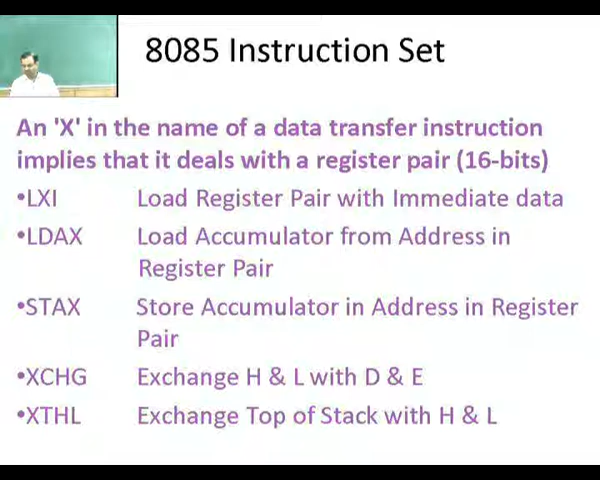 8085 Instruction Set
An 'X' in the name of a data transfer instruction
implies that it deals with a register pair (16-bits)
•LXI Load Register Pair with Immediate data
•LDAX Load Accumulator from Address in
Register Pair
•STAX Store Accumulator in Address in Register
Pair
•XCHG Exchange H & L with D & E
•XTHL Exchange Top of Stack with H & L